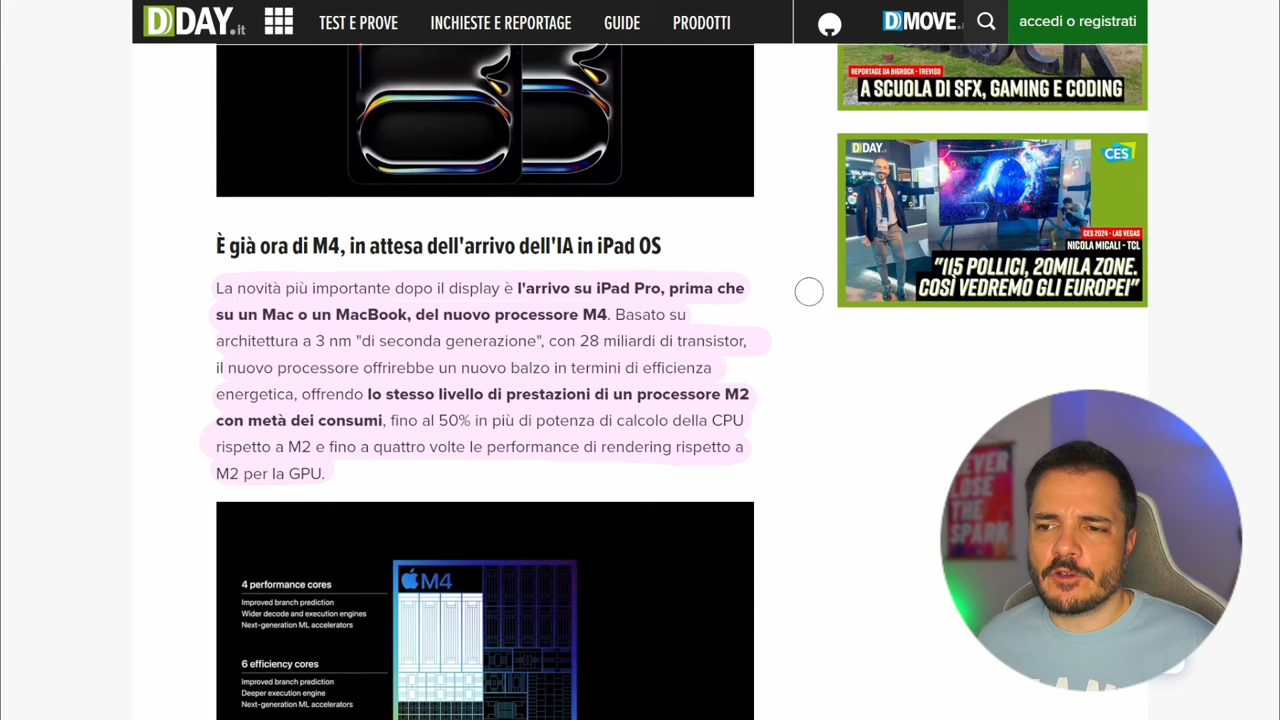 DDAY.it
TEST E PROVE
INCHIESTE E REPORTAGE
GUIDE
PRODOTTI
DMOVE.
accedi o registrati
REPORTAGE DA BIGROCK - TREVISO
A SCUOLA DI SFX, GAMING E CODING
DDAY.it
CES
CES 2024 - LAS VEGAS
NICOLA MICALI - TCL
"115 POLLICI, 20MILA ZONE.
COSÌ VEDREMO GLI EUROPEI"
È già ora di M4, in attesa dell'arrivo dell'IA in iPad OS
La novità più importante dopo il display è l'arrivo su iPad Pro, prima che
su un Mac o un MacBook, del nuovo processore M4. Basato su
architettura a 3 nm "di seconda generazione", con 28 miliardi di transistor,
il nuovo processore offrirebbe un nuovo balzo in termini di efficienza
energetica, offrendo lo stesso livello di prestazioni di un processore M2
con metà dei consumi, fino al 50% in più di potenza di calcolo della CPU
rispetto a M2 e fino a quattro volte le performance di rendering rispetto a
M2 per la GPU.
4 performance cores
Improved branch prediction
Wider decode and execution engines
Next-generation ML accelerators
6 efficiency cores
Improved branch prediction
Deeper execution engine
Next-generation ML accelerators
M4
NEVER
LOSE
THE
SPARK